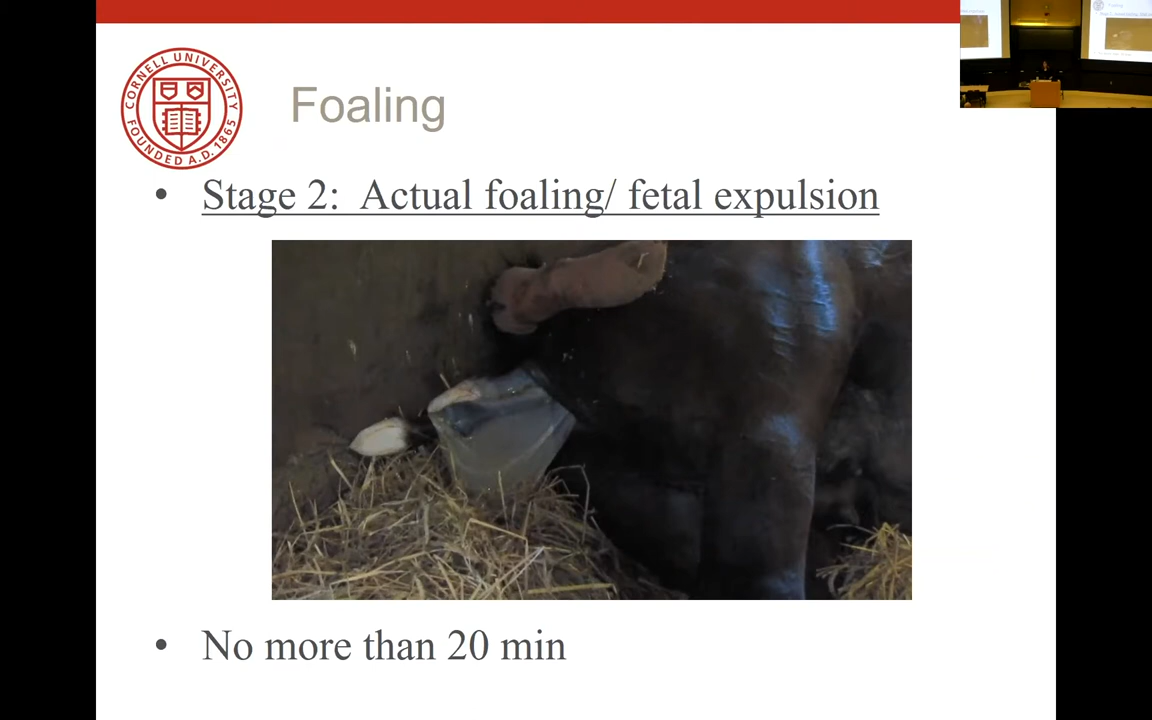 CORNELL UNIVERSITY
FOUNDED A.D. 1865
Foaling
• Stage 2: Actual foaling/ fetal expulsion
• No more than 20 min